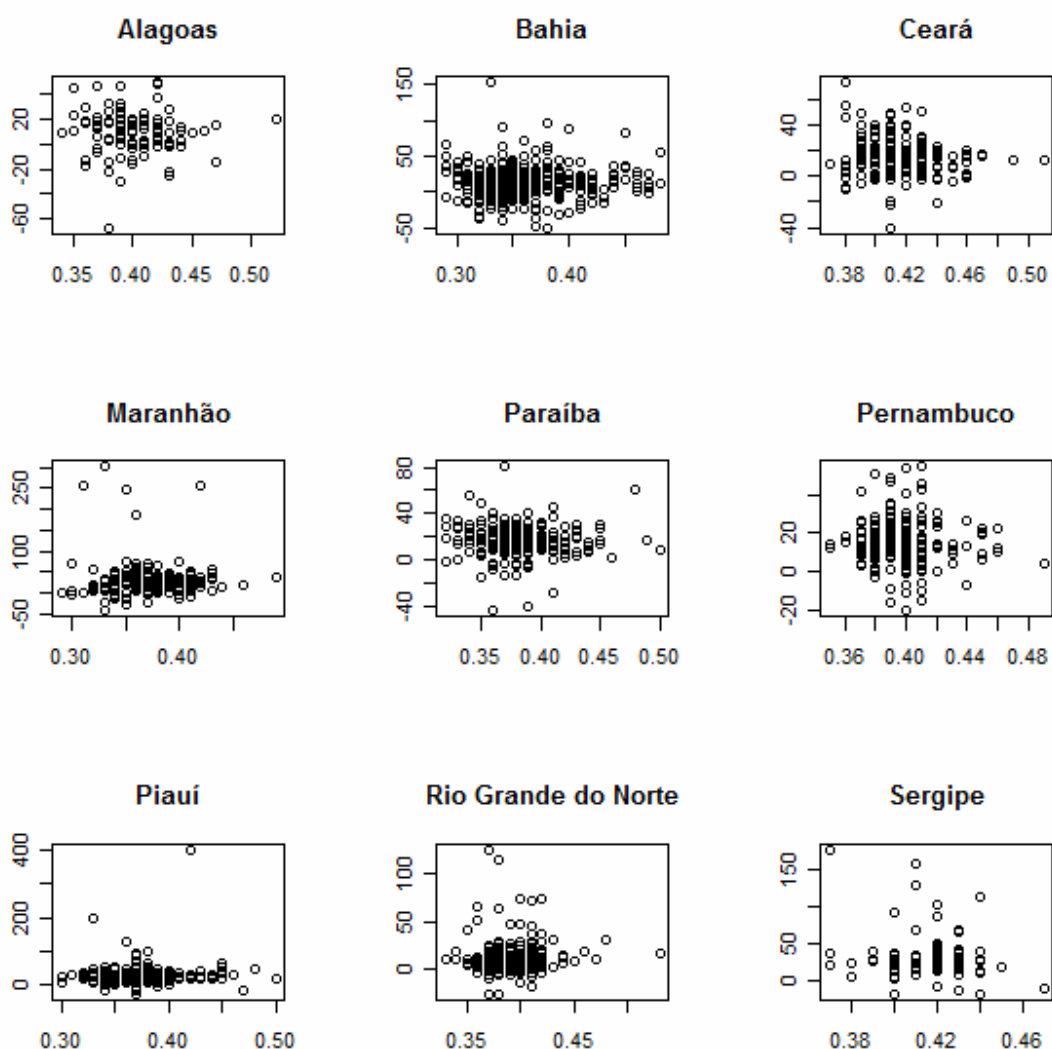 Alagoas
Bahia
Ceará
20
-20
-60
0.35 0.40 0.45 0.50
150
50
-50
0.30 0.40
40
0
-40
0.38 0.42 0.46 0.50
Maranhão
Paraíba
Pernambuco
250
100
-50
0.30 0.40
80
40
0
-40
0.35 0.40 0.45 0.50
20
0
-20
0.36 0.40 0.44 0.48
Piauí
Rio Grande do Norte
Sergipe
400
200
0
0.30 0.40 0.50
100
50
0
0.35 0.45
150
50
0
0.38 0.42 0.46